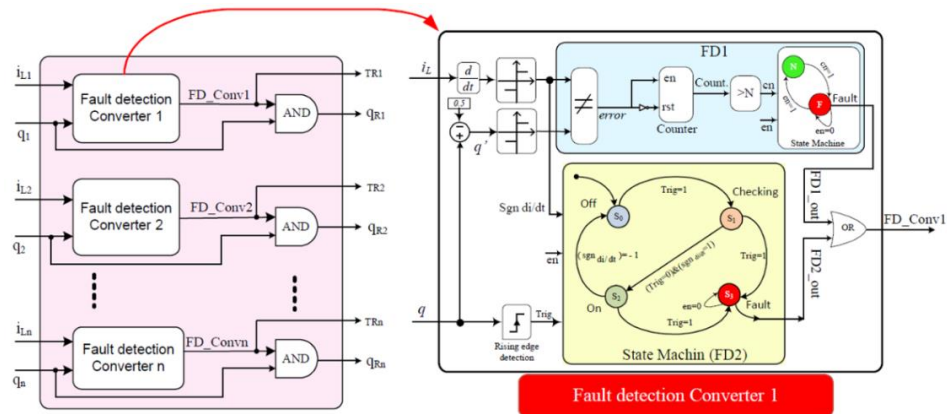 i_L1
Fault detection
Converter 1
FD_Conv1
TR1
AND
q_R1
q_1
i_L2
Fault detection
Converter 2
FD_Conv2
TR2
AND
q_R2
q_2
i_Ln
Fault detection
Converter n
FD_Convn
TRn
AND
q_Rn
q_n
FD1
i_L
d
dt
0.5
q'
≠
error
en
rst
Counter
Count.
>N
en
en
N
F
en=1
en=1
en=0
Fault
State Machine
Sgn di/dt
en
Off
S_0
Trig=1
Checking
S_1
(sgn di/dt)=-1
(Trig=0)&(sgn di/dt=1)
Trig=1
S_2
On
en=0
S_3
Fault
Trig=1
State Machin (FD2)
q
Trig
Rising edge
detection
FD1_out
FD2_out
OR
FD_Conv1
Fault detection Converter 1